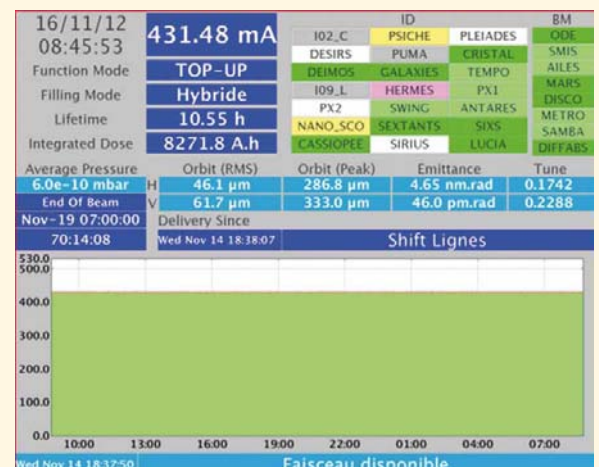 16/11/12
08:45:53
431.48 mA
Function Mode TOP-UP
Filling Mode Hybride
Lifetime 10.55 h
Integrated Dose 8271.8 A.h
ID BM
I02_C PSICHE PLEIADES ODE
DESIRS PUMA CRISTAL SMIS
DEIMOS GALAXIES TEMPO AILES
I09_L HERMES PX1 MARS
PX2 SWING ANTARES DISCO
NANO_SCO SEXTANTS SIXS METRO
CASSIOPEE SIRIUS LUCIA SAMBA
DIFFABS
Average Pressure Orbit (RMS) Orbit (Peak) Emittance Tune
6.0e-10 mbar H 46.1 µm 286.8 µm 4.65 nm.rad 0.1742
End Of Beam V 61.7 µm 333.0 µm 46.0 pm.rad 0.2288
Nov-19 07:00:00 Delivery Since
70:14:08 Wed Nov 14 18:38:07 Shift Lignes
530.0
500.0
400.0
300.0
200.0
100.0
0.0
10:00 13:00 16:00 19:00 22:00 01:00 04:00 07:00
Wed Nov 14 18:37:50 Faisceau disponible